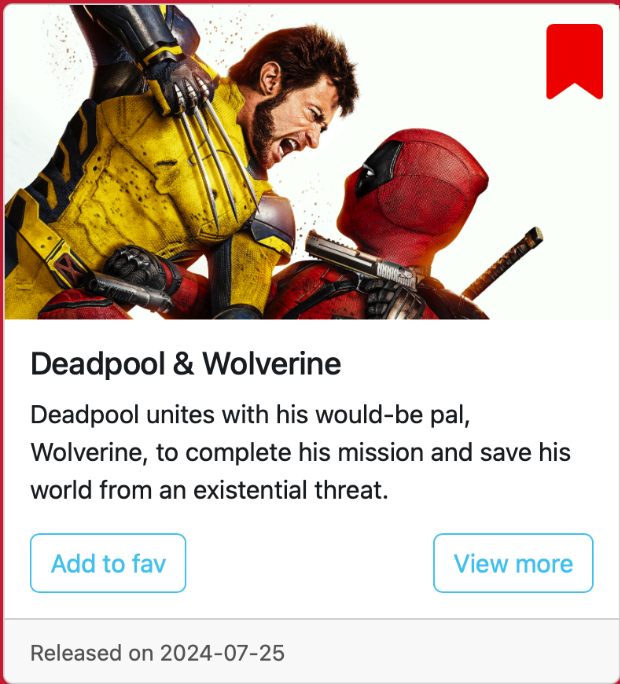 Deadpool & Wolverine
Deadpool unites with his would-be pal,
Wolverine, to complete his mission and save his
world from an existential threat.
Add to fav
View more
Released on 2024-07-25